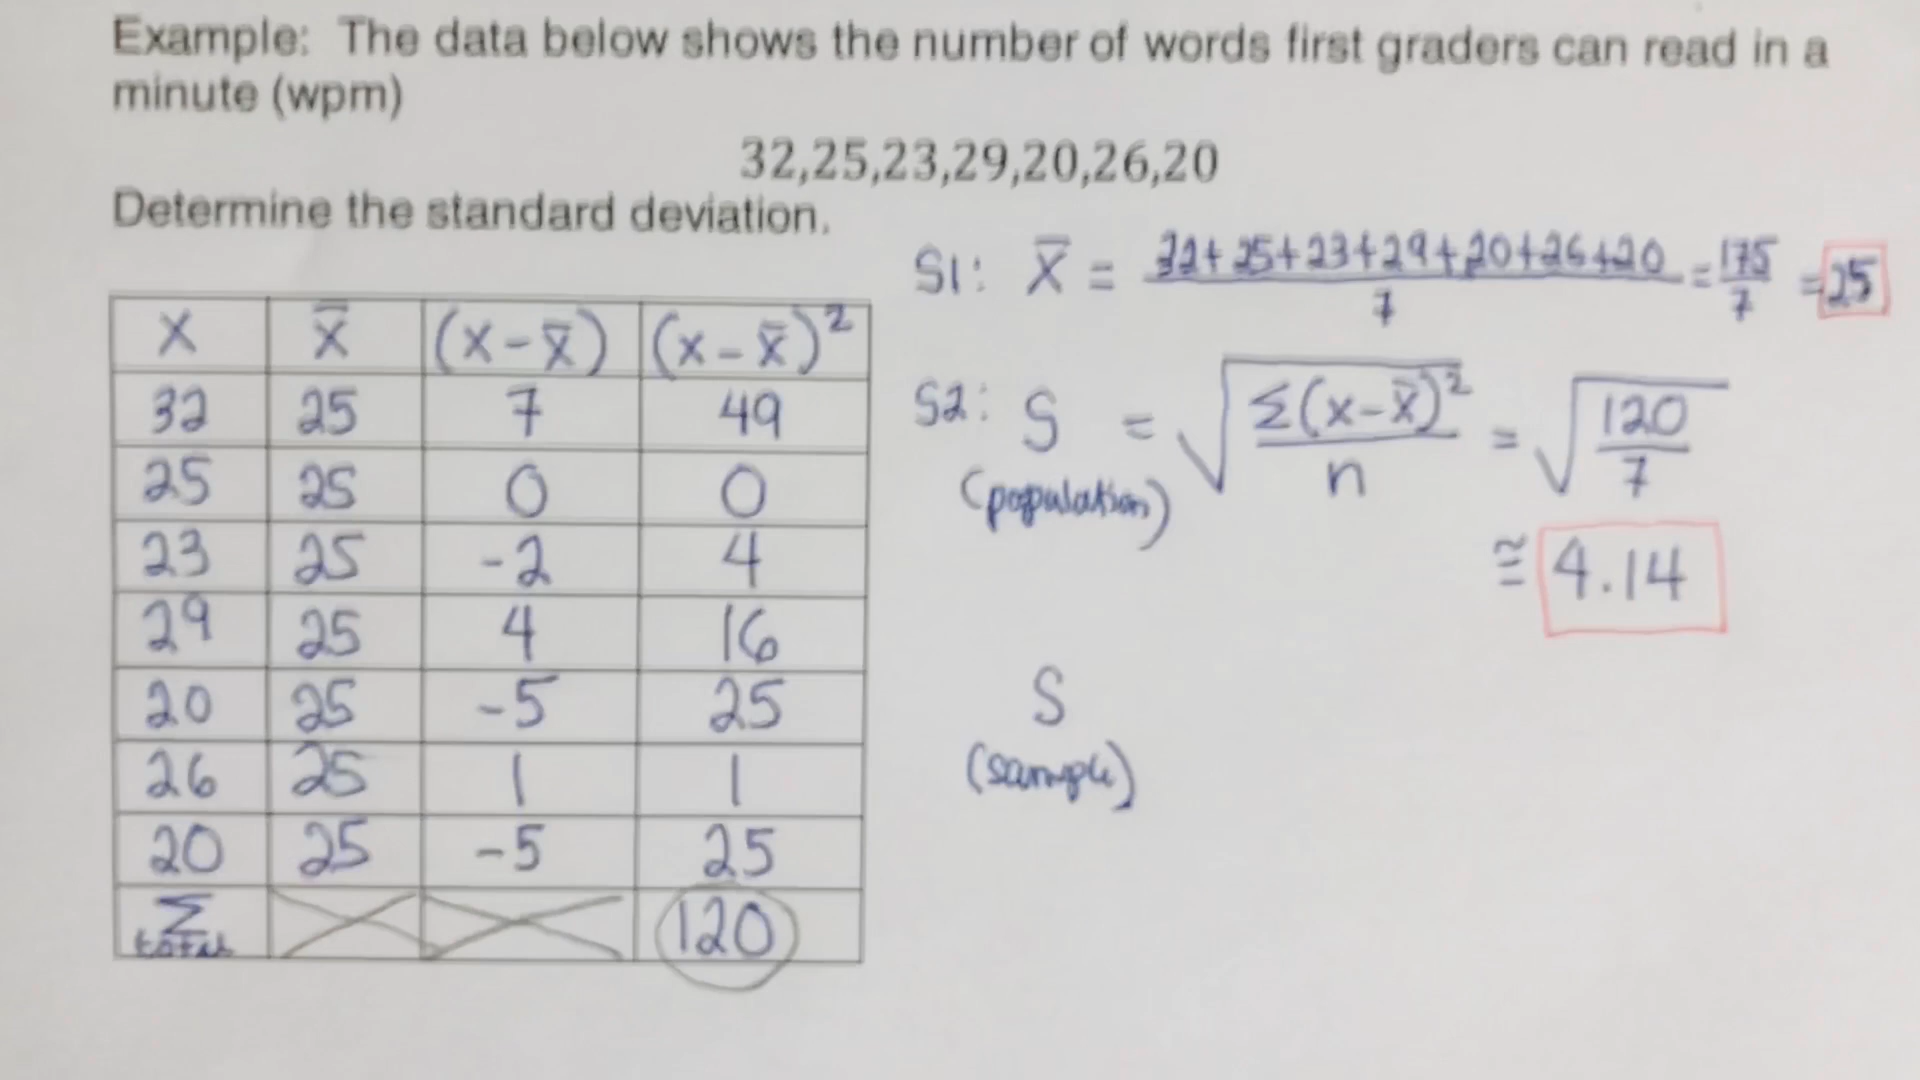 Example: The data below shows the number of words first graders can read in a
minute (wpm)
32,25,23,29,20,26,20
Determine the standard deviation.
S1: x̄ = 32+25+23+29+20+26+20 / 7 = 175/7 = 25
x x̄ (x-x̄) (x-x̄)²
32 25 7 49
25 25 0 0
23 25 -2 4
29 25 4 16
20 25 -5 25
26 25 1 1
20 25 -5 25
Σ total 120
S2: S = √(Σ(x-x̄)² / n) = √(120/7)
(population)
≅ 4.14
S
(sample)